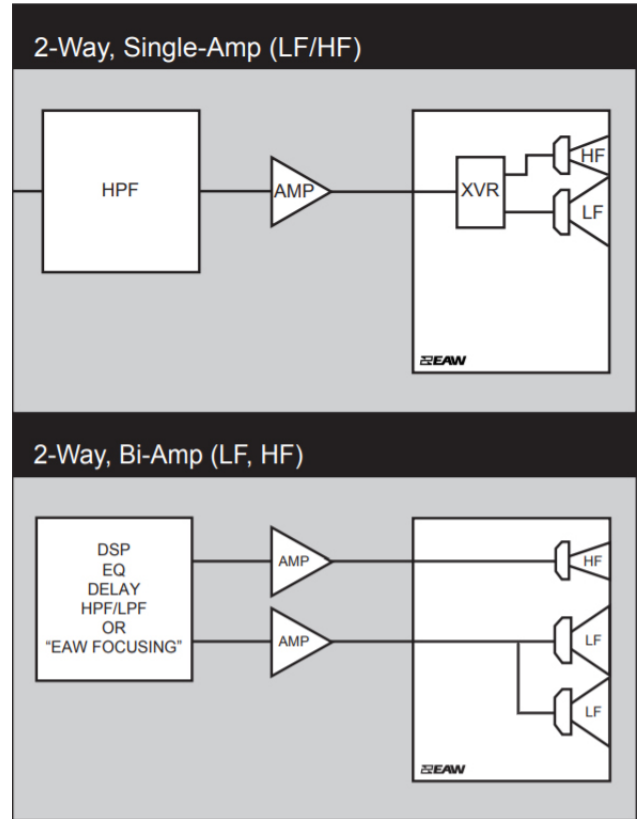 2-Way, Single-Amp (LF/HF)
HPF
AMP
XVR
HF
LF
EAW
2-Way, Bi-Amp (LF, HF)
DSP
EQ
DELAY
HPF/LPF
OR
“EAW FOCUSING”
AMP
AMP
HF
LF
LF
EAW